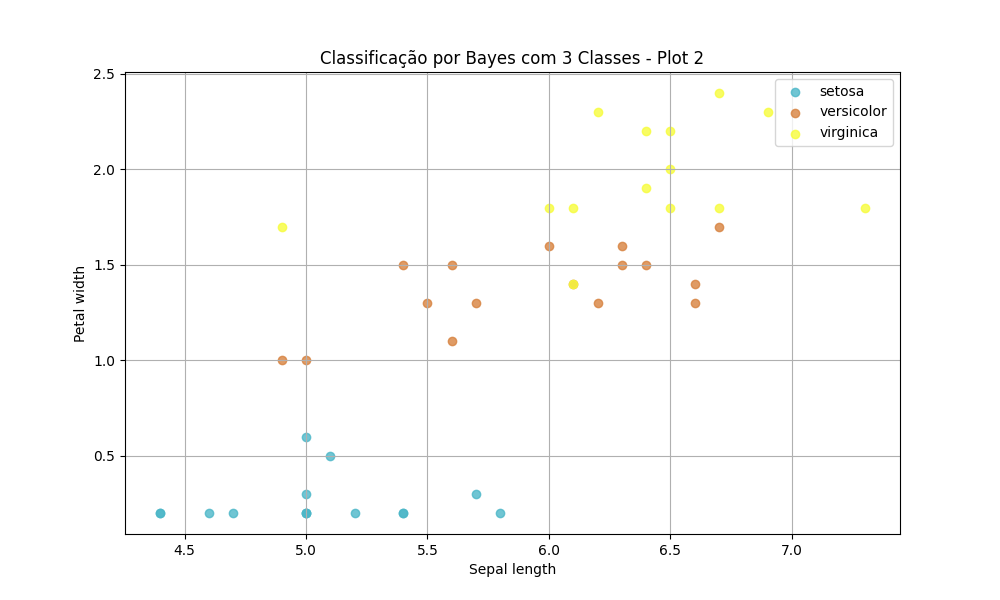 Classificação por Bayes com 3 Classes - Plot 2
2.5
2.0
1.5
1.0
0.5
Petal width
setosa
versicolor
virginica
4.5 5.0 5.5 6.0 6.5 7.0
Sepal length